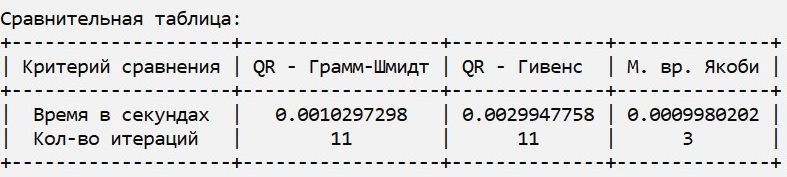 Сравнительная таблица:
+--------------------+------------------+--------------+--------------+
| Критерий сравнения | QR - Грамм-Шмидт | QR - Гивенс  | М. вр. Якоби |
+--------------------+------------------+--------------+--------------+
|  Время в секундах  |   0.0010297298   | 0.0029947758 | 0.0009980202 |
|  Кол-во итераций   |        11        |      11      |      3       |
+--------------------+------------------+--------------+--------------+